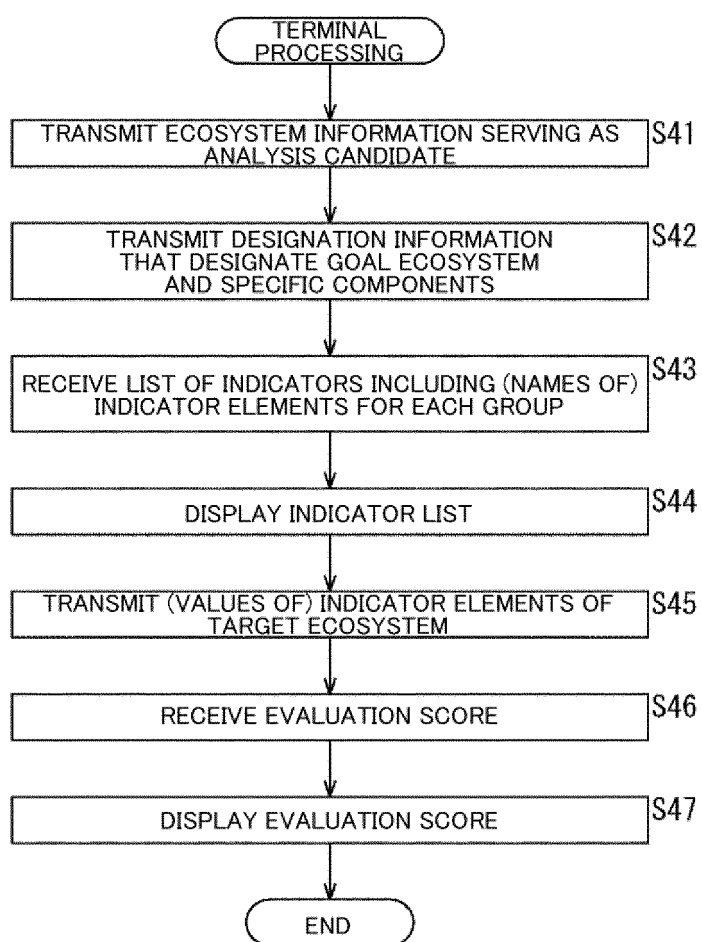 TERMINAL
PROCESSING
TRANSMIT ECOSYSTEM INFORMATION SERVING AS
ANALYSIS CANDIDATE
S41
TRANSMIT DESIGNATION INFORMATION
THAT DESIGNATE GOAL ECOSYSTEM
AND SPECIFIC COMPONENTS
S42
RECEIVE LIST OF INDICATORS INCLUDING (NAMES OF)
INDICATOR ELEMENTS FOR EACH GROUP
S43
DISPLAY INDICATOR LIST
S44
TRANSMIT (VALUES OF) INDICATOR ELEMENTS OF
TARGET ECOSYSTEM
S45
RECEIVE EVALUATION SCORE
S46
DISPLAY EVALUATION SCORE
S47
END